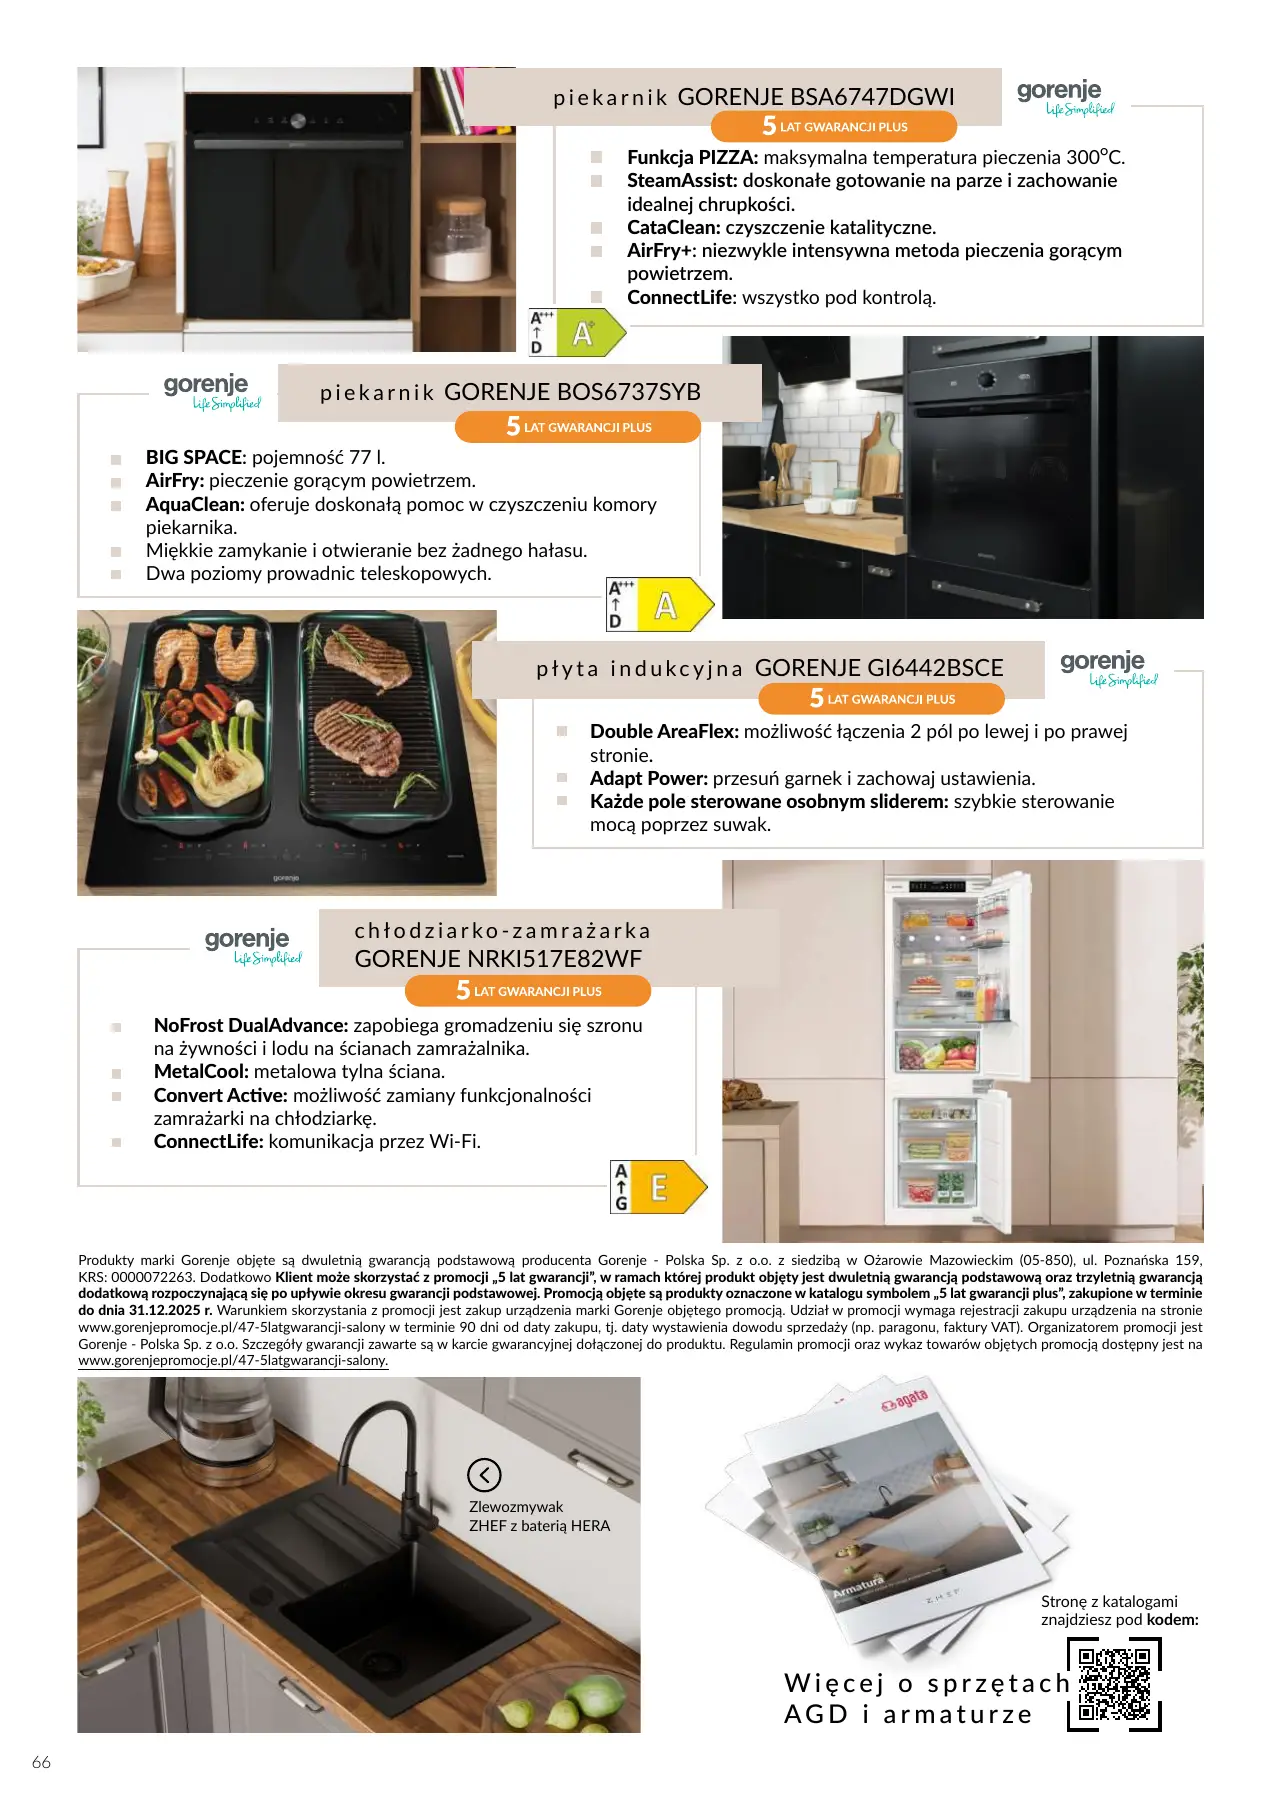 piekarnik GORENJE BSA6747DGWI
gorenje
Life Simplified
5 LAT GWARANCJI PLUS
Funkcja PIZZA: maksymalna temperatura pieczenia 300°C.
SteamAssist: doskonałe gotowanie na parze i zachowanie
idealnej chrupkości.
CataClean: czyszczenie katalityczne.
AirFry+: niezwykle intensywna metoda pieczenia gorącym
powietrzem.
ConnectLife: wszystko pod kontrolą.
A+++
↑
D
A+
gorenje
Life Simplified
piekarnik GORENJE BOS6737SYB
5 LAT GWARANCJI PLUS
BIG SPACE: pojemność 77 l.
AirFry: pieczenie gorącym powietrzem.
AquaClean: oferuje doskonałą pomoc w czyszczeniu komory
piekarnika.
Miękkie zamykanie i otwieranie bez żadnego hałasu.
Dwa poziomy prowadnic teleskopowych.
A+++
↑
D
A
płyta indukcyjna GORENJE GI6442BSCE
gorenje
Life Simplified
5 LAT GWARANCJI PLUS
Double AreaFlex: możliwość łączenia 2 pól po lewej i po prawej
stronie.
Adapt Power: przesuń garnek i zachowaj ustawienia.
Każde pole sterowane osobnym sliderem: szybkie sterowanie
mocą poprzez suwak.
gorenje
gorenje
Life Simplified
chłodziarko-zamrażarka
GORENJE NRKI517E82WF
5 LAT GWARANCJI PLUS
NoFrost DualAdvance: zapobiega gromadzeniu się szronu
na żywności i lodu na ścianach zamrażalnika.
MetalCool: metalowa tylna ściana.
Convert Active: możliwość zamiany funkcjonalności
zamrażarki na chłodziarkę.
ConnectLife: komunikacja przez Wi-Fi.
A
↑
G
E
Produkty marki Gorenje objęte są dwuletnią gwarancją podstawową producenta Gorenje - Polska Sp. z o.o. z siedzibą w Ożarowie Mazowieckim (05-850), ul. Poznańska 159,
KRS: 0000072263. Dodatkowo Klient może skorzystać z promocji „5 lat gwarancji”, w ramach której produkt objęty jest dwuletnią gwarancją podstawową oraz trzyletnią gwarancją
dodatkową rozpoczynającą się po upływie okresu gwarancji podstawowej. Promocją objęte są produkty oznaczone w katalogu symbolem „5 lat gwarancji plus”, zakupione w terminie
do dnia 31.12.2025 r. Warunkiem skorzystania z promocji jest zakup urządzenia marki Gorenje objętego promocją. Udział w promocji wymaga rejestracji zakupu urządzenia na stronie
www.gorenjepromocje.pl/47-5latgwarancji-salony w terminie 90 dni od daty zakupu, tj. daty wystawienia dowodu sprzedaży (np. paragonu, faktury VAT). Organizatorem promocji jest
Gorenje - Polska Sp. z o.o. Szczegóły gwarancji zawarte są w karcie gwarancyjnej dołączonej do produktu. Regulamin promocji oraz wykaz towarów objętych promocją dostępny jest na
www.gorenjepromocje.pl/47-5latgwarancji-salony.
Zlewozmywak
ZHEF z baterią HERA
agata
Armatura
ZHEF
Stronę z katalogami
znajdziesz pod kodem:
Więcej o sprzętach
AGD i armaturze
66